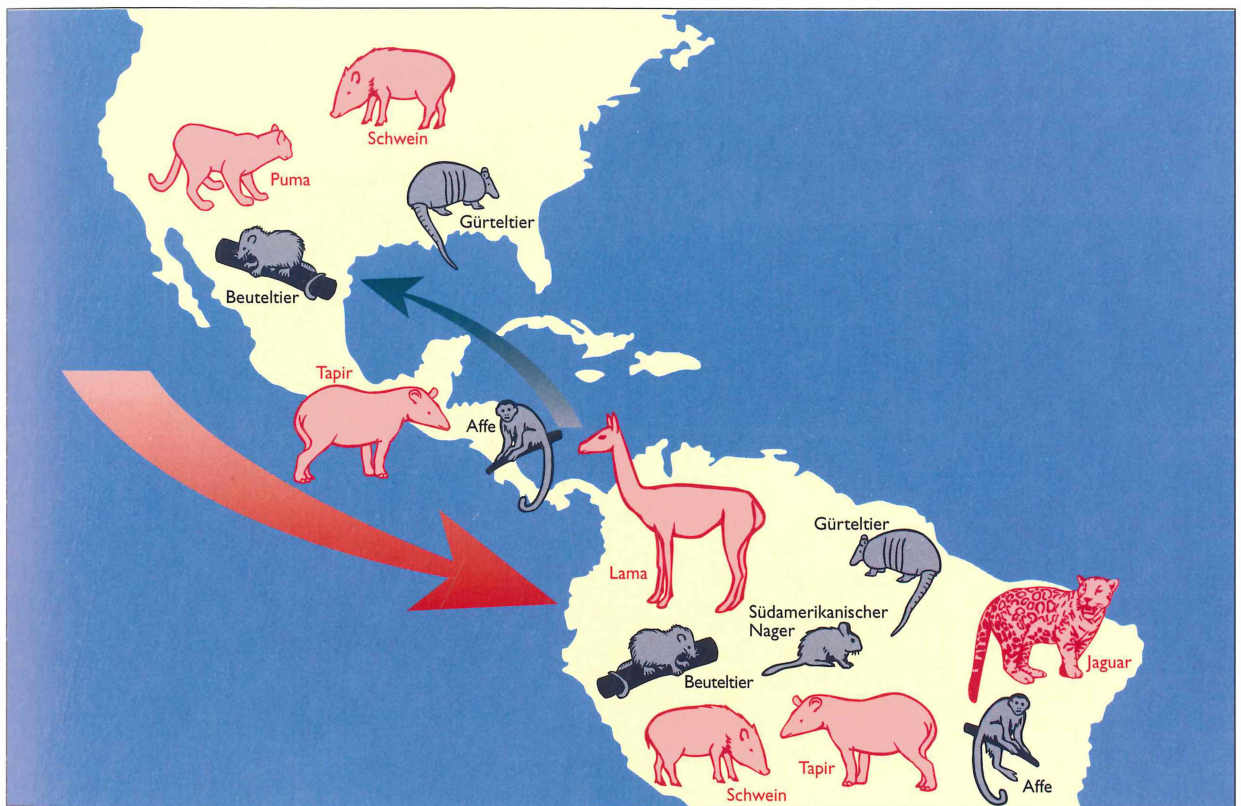 Schwein
Puma
Gürteltier
Beuteltier
Tapir
Affe
Gürteltier
Lama
Südamerikanischer
Nager
Jaguar
Beuteltier
Tapir
Affe
Schwein